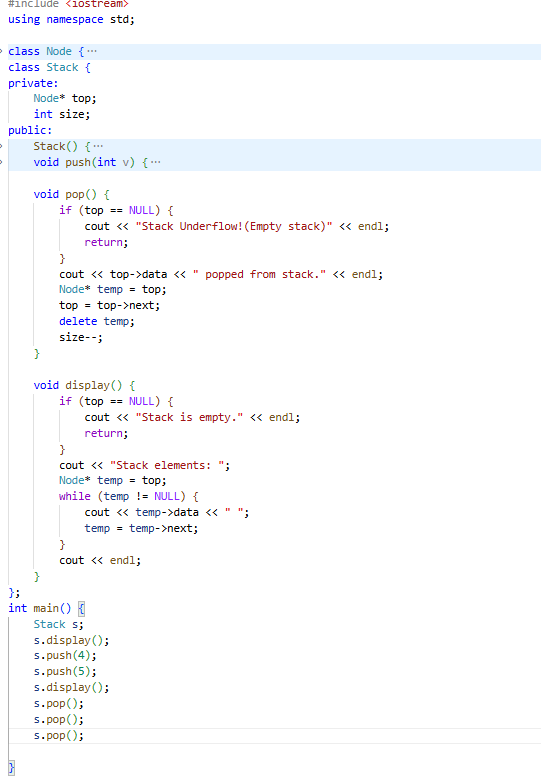 #include <iostream>
using namespace std;
class Node { ...
class Stack {
private:
    Node* top;
    int size;
public:
    Stack() { ...
    void push(int v) { ...
    void pop() {
        if (top == NULL) {
            cout << "Stack Underflow!(Empty stack)" << endl;
            return;
        }
        cout << top->data << " popped from stack." << endl;
        Node* temp = top;
        top = top->next;
        delete temp;
        size--;
    }
    void display() {
        if (top == NULL) {
            cout << "Stack is empty." << endl;
            return;
        }
        cout << "Stack elements: ";
        Node* temp = top;
        while (temp != NULL) {
            cout << temp->data << " ";
            temp = temp->next;
        }
        cout << endl;
    }
};
int main() {
    Stack s;
    s.display();
    s.push(4);
    s.push(5);
    s.display();
    s.pop();
    s.pop();
    s.pop();
}